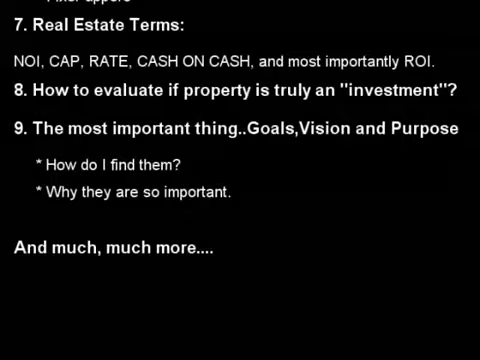 7. Real Estate Terms:
NOI, CAP, RATE, CASH ON CASH, and most importantly ROI.
8. How to evaluate if property is truly an "investment"?
9. The most important thing..Goals,Vision and Purpose
* How do I find them?
* Why they are so important.
And much, much more....